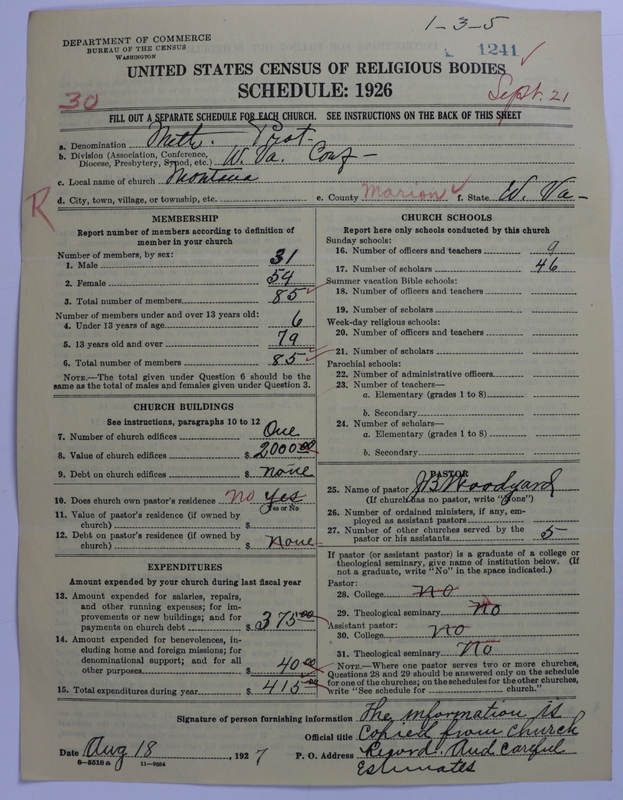 1-3-5
DEPARTMENT OF COMMERCE
BUREAU OF THE CENSUS
WASHINGTON
1241
UNITED STATES CENSUS OF RELIGIOUS BODIES
SCHEDULE: 1926
30
Sept. 21
FILL OUT A SEPARATE SCHEDULE FOR EACH CHURCH. SEE INSTRUCTIONS ON THE BACK OF THIS SHEET
a. Denomination Meth. Prot.
b. Division (Association, Conference, Diocese, Presbytery, Synod, etc.) W. Va. Conf-
c. Local name of church Montana
R
d. City, town, village, or township, etc. e. County Marion f. State W. Va-
MEMBERSHIP
Report number of members according to definition of
member in your church
Number of members, by sex:
1. Male 31
2. Female 54
3. Total number of members 85
Number of members under and over 13 years old:
4. Under 13 years of age 6
5. 13 years old and over 79
6. Total number of members 85
NOTE.—The total given under Question 6 should be the
same as the total of males and females given under Question 3.
CHURCH BUILDINGS
See instructions, paragraphs 10 to 12
7. Number of church edifices One
8. Value of church edifices $ 2000.00
9. Debt on church edifices $ none
10. Does church own pastor's residence No yes
Yes or No
11. Value of pastor's residence (if owned by
church) $
12. Debt on pastor's residence (if owned by
church) $ None
EXPENDITURES
Amount expended by your church during last fiscal year
13. Amount expended for salaries, repairs,
and other running expenses; for im-
provements or new buildings; and for
payments on church debt $ 375.00
14. Amount expended for benevolences, in-
cluding home and foreign missions; for
denominational support; and for all
other purposes $ 40.00
15. Total expenditures during year $ 415.00
CHURCH SCHOOLS
Report here only schools conducted by this church
Sunday schools:
16. Number of officers and teachers 9
17. Number of scholars 46
Summer vacation Bible schools:
18. Number of officers and teachers
19. Number of scholars
Week-day religious schools:
20. Number of officers and teachers
21. Number of scholars
Parochial schools:
22. Number of administrative officers
23. Number of teachers—
a. Elementary (grades 1 to 8)
b. Secondary
24. Number of scholars—
a. Elementary (grades 1 to 8)
b. Secondary
PASTOR
25. Name of pastor J B Woodyard
(If church has no pastor, write "none")
26. Number of ordained ministers, if any, em-
ployed as assistant pastors
27. Number of other churches served by the
pastor or his assistants 5
If pastor (or assistant pastor) is a graduate of a college or
theological seminary, give name of institution below. (If
not a graduate, write "No" in the space indicated.)
Pastor:
28. College no
29. Theological seminary no
Assistant pastor:
30. College no
31. Theological seminary no
NOTE.—Where one pastor serves two or more churches,
Questions 28 and 29 should be answered only on the schedule
for one of the churches; on the schedules for the other churches,
write "See schedule for church."
Signature of person furnishing information The information is
Official title copied from church
Date Aug 18, 1927 P. O. Address Record. And careful
Estimates
8-5518a 11-9054